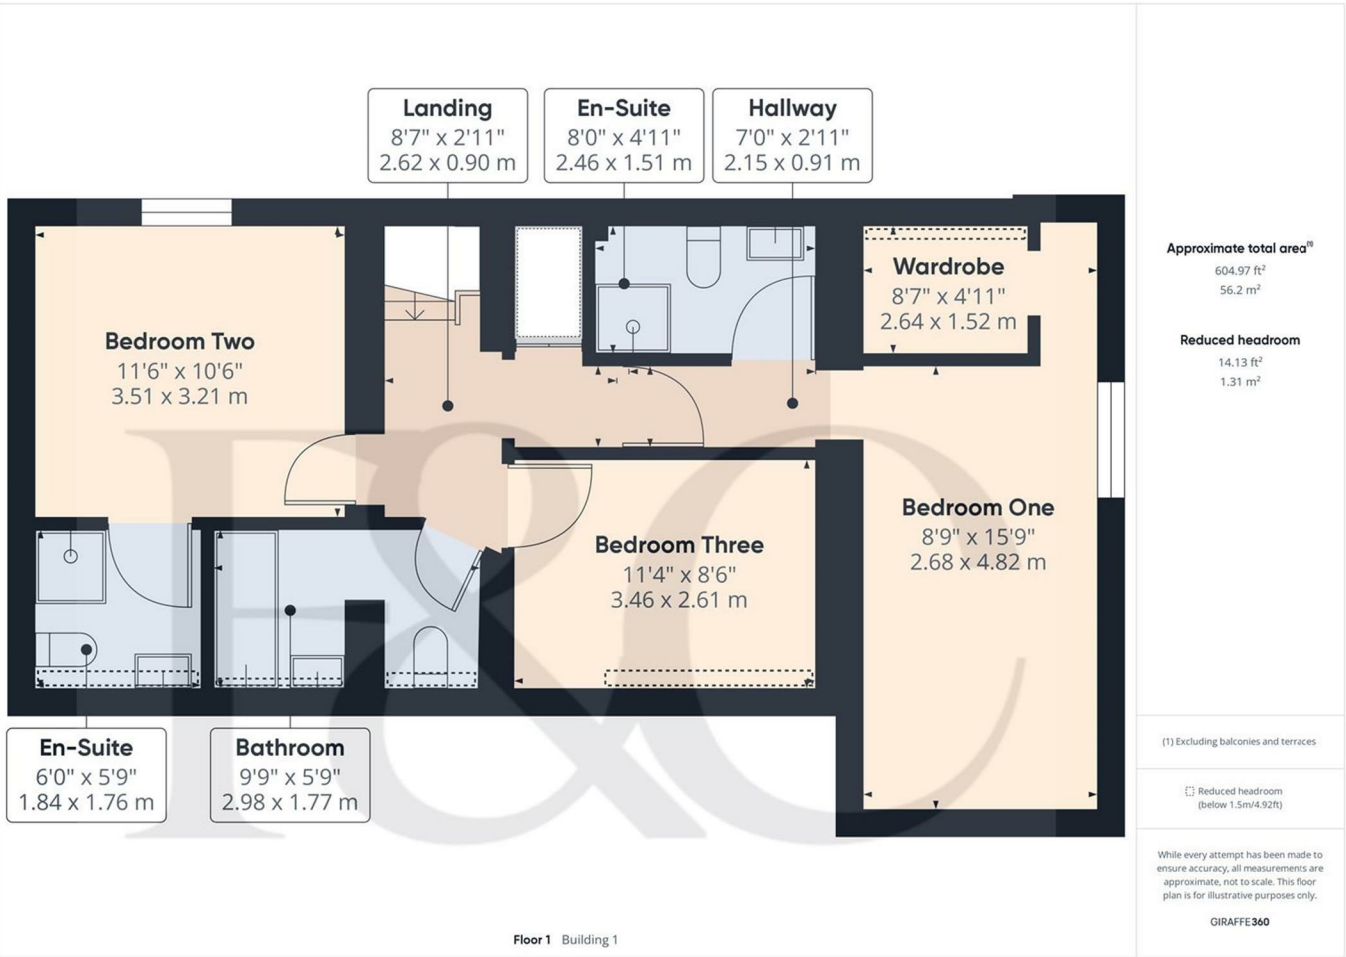 Landing
8'7" x 2'11"
2.62 x 0.90 m
En-Suite
8'0" x 4'11"
2.46 x 1.51 m
Hallway
7'0" x 2'11"
2.15 x 0.91 m
Bedroom Two
11'6" x 10'6"
3.51 x 3.21 m
Wardrobe
8'7" x 4'11"
2.64 x 1.52 m
Bedroom One
8'9" x 15'9"
2.68 x 4.82 m
Bedroom Three
11'4" x 8'6"
3.46 x 2.61 m
En-Suite
6'0" x 5'9"
1.84 x 1.76 m
Bathroom
9'9" x 5'9"
2.98 x 1.77 m
F&C
Floor 1 Building 1
Approximate total area(1)
604.97 ft²
56.2 m²
Reduced headroom
14.13 ft²
1.31 m²
(1) Excluding balconies and terraces
Reduced headroom
(below 1.5m/4.92ft)
While every attempt has been made to
ensure accuracy, all measurements are
approximate, not to scale. This floor
plan is for illustrative purposes only.
GIRAFFE360